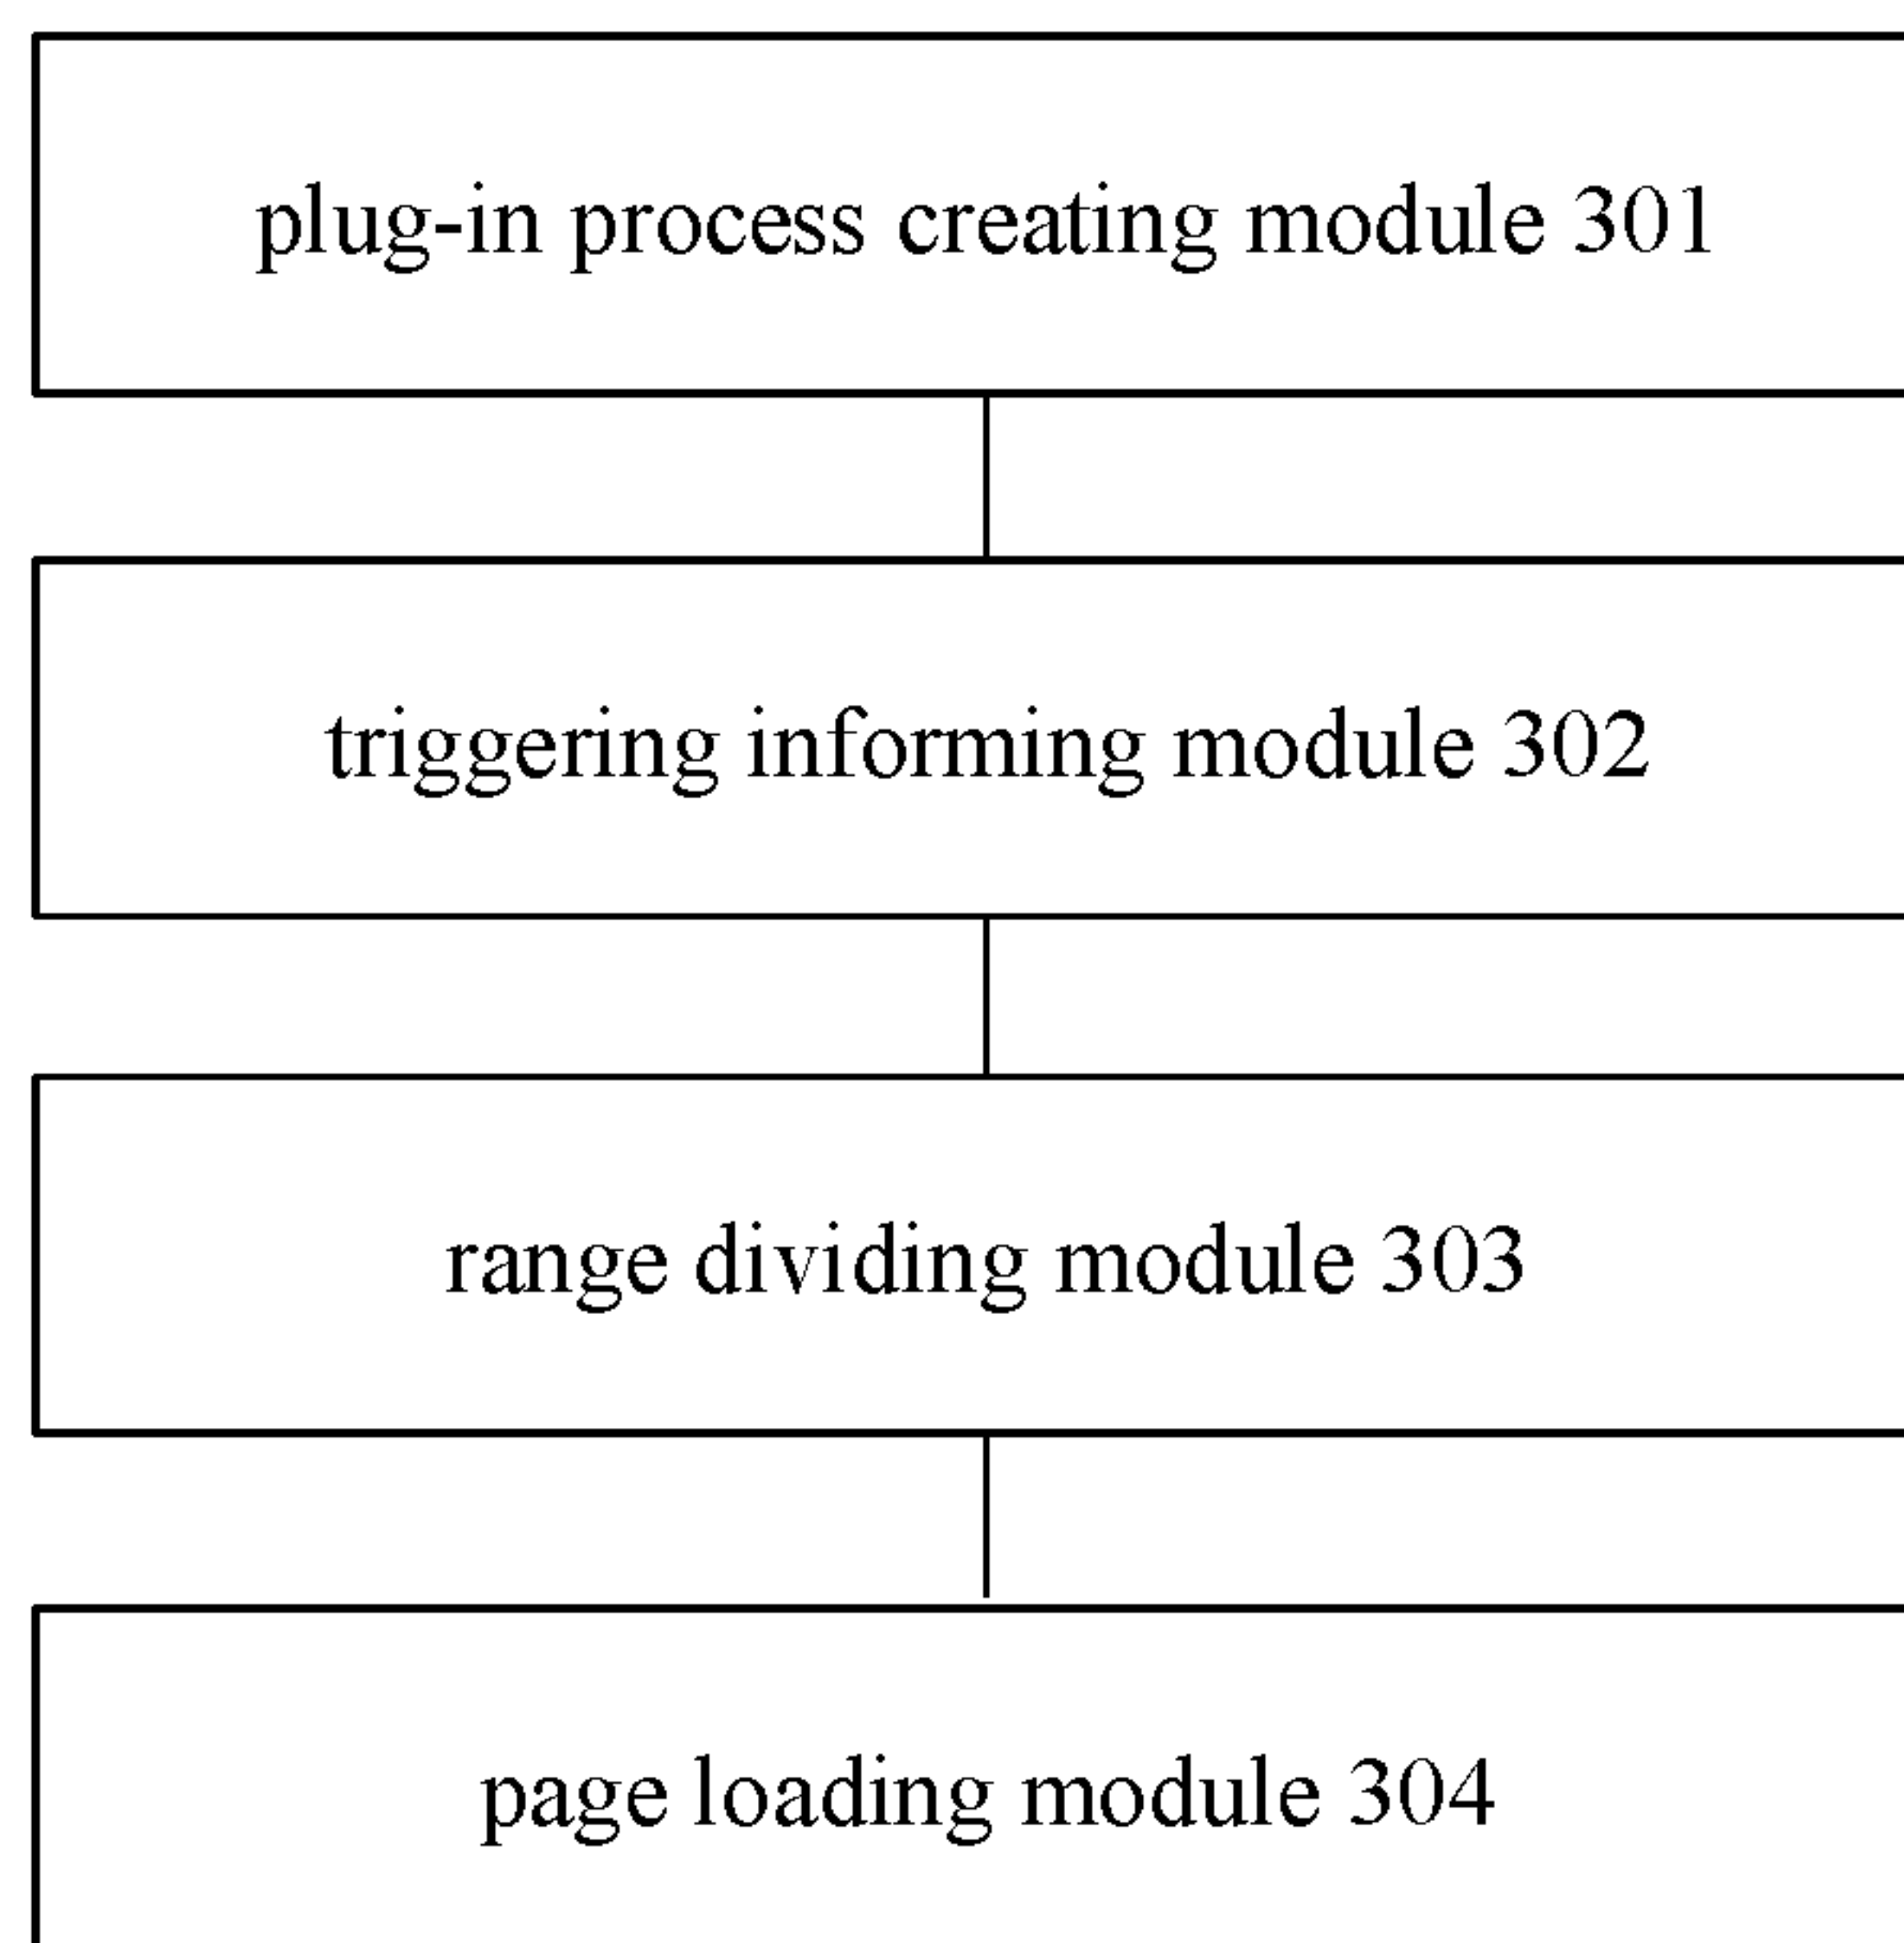 plug-in process creating module 301
triggering informing module 302
range dividing module 303
page loading module 304